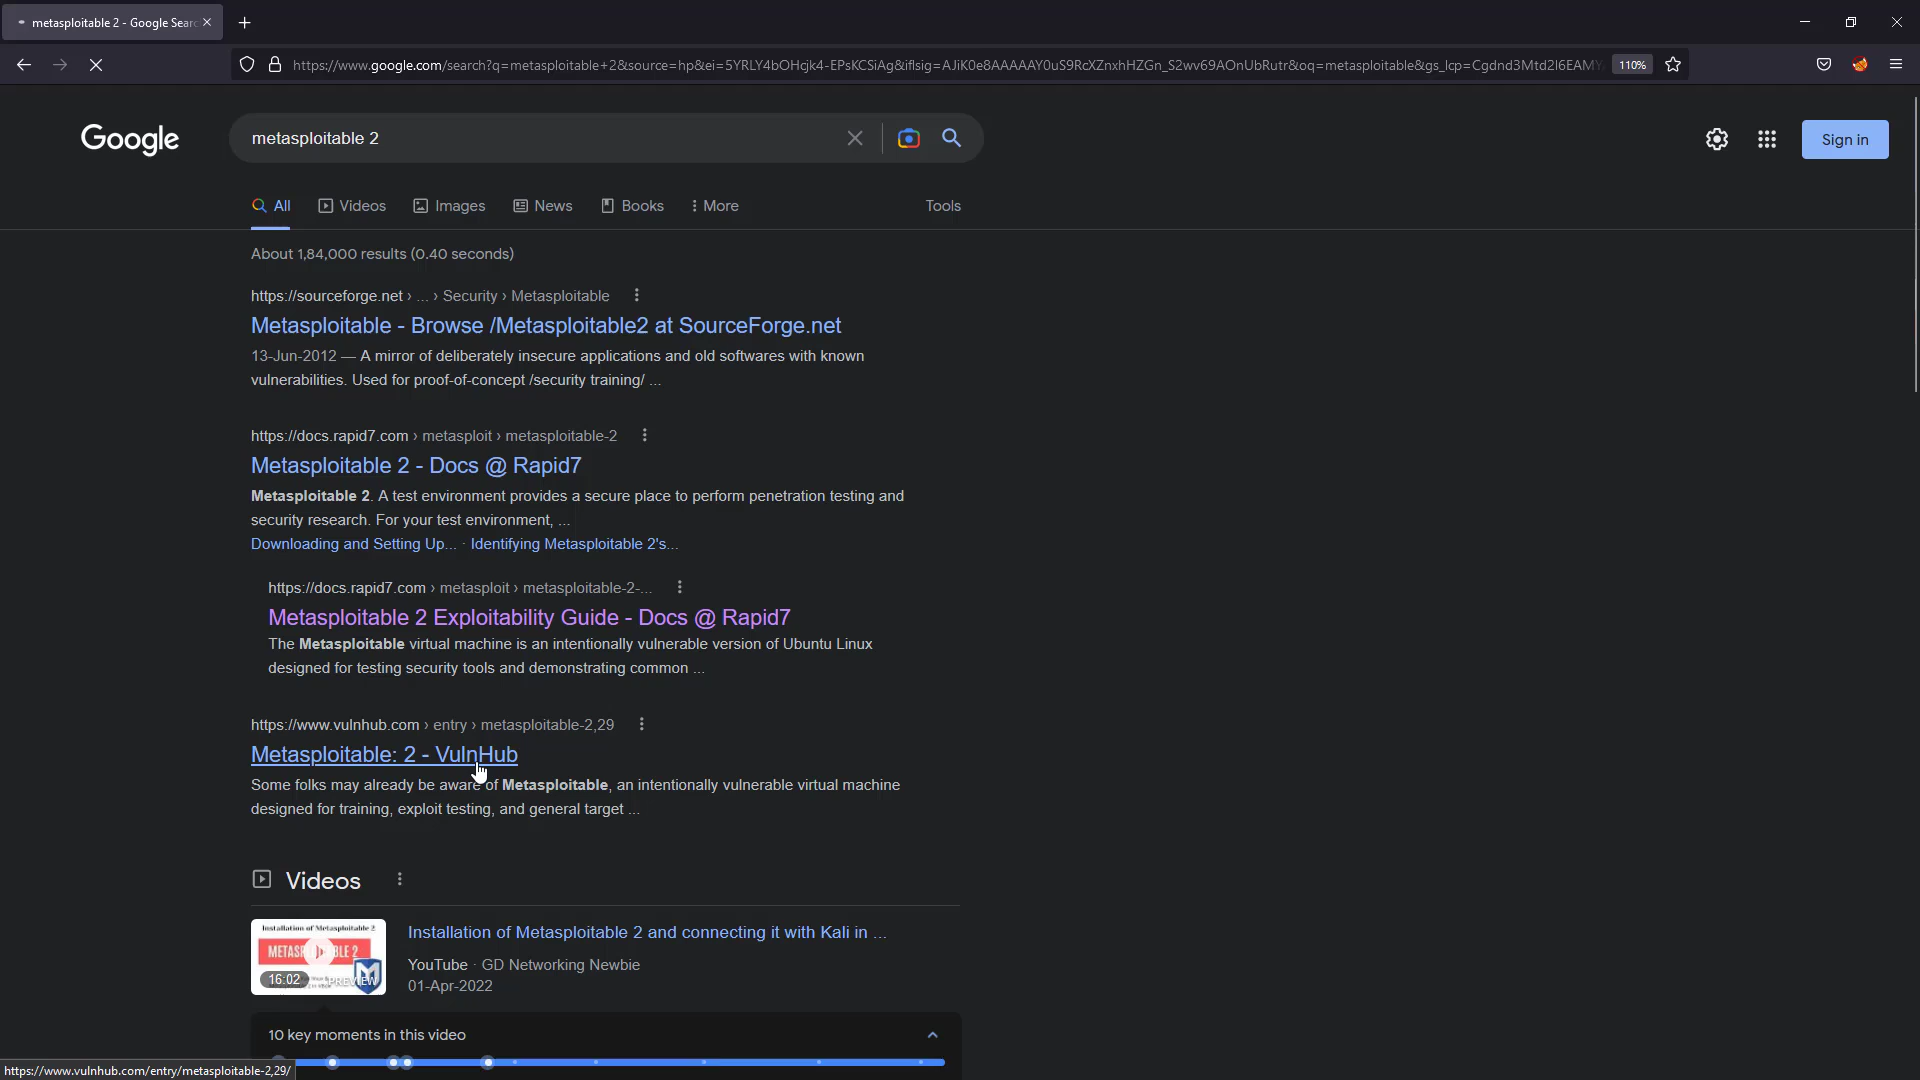 metasploitable 2 - Google Sear
https://www.google.com/search?q=metasploitable+2&source=hp&ei=5YRLY4bOHcjk4-EPsKCSiAg&iflsig=AJiK0e8AAAAAY0uS9RcXZnxhHZGn_S2wv69AOnUbRutr&oq=metasploitable&gs_lcp=Cgdnd3Mtd2l6EAMY
110%
Google
metasploitable 2
Sign in
All
Videos
Images
News
Books
More
Tools
About 1,84,000 results (0.40 seconds)
https://sourceforge.net › ... › Security › Metasploitable
Metasploitable - Browse /Metasploitable2 at SourceForge.net
13-Jun-2012 — A mirror of deliberately insecure applications and old softwares with known
vulnerabilities. Used for proof-of-concept /security training/ ...
https://docs.rapid7.com › metasploit › metasploitable-2
Metasploitable 2 - Docs @ Rapid7
Metasploitable 2. A test environment provides a secure place to perform penetration testing and
security research. For your test environment, ...
Downloading and Setting Up... · Identifying Metasploitable 2's...
https://docs.rapid7.com › metasploit › metasploitable-2-...
Metasploitable 2 Exploitability Guide - Docs @ Rapid7
The Metasploitable virtual machine is an intentionally vulnerable version of Ubuntu Linux
designed for testing security tools and demonstrating common ...
https://www.vulnhub.com › entry › metasploitable-2,29
Metasploitable: 2 - VulnHub
Some folks may already be aware of Metasploitable, an intentionally vulnerable virtual machine
designed for training, exploit testing, and general target ...
Videos
Installation of Metasploitable 2
16:02
PREVIEW
Installation of Metasploitable 2 and connecting it with Kali in ...
YouTube · GD Networking Newbie
01-Apr-2022
10 key moments in this video
https://www.vulnhub.com/entry/metasploitable-2,29/